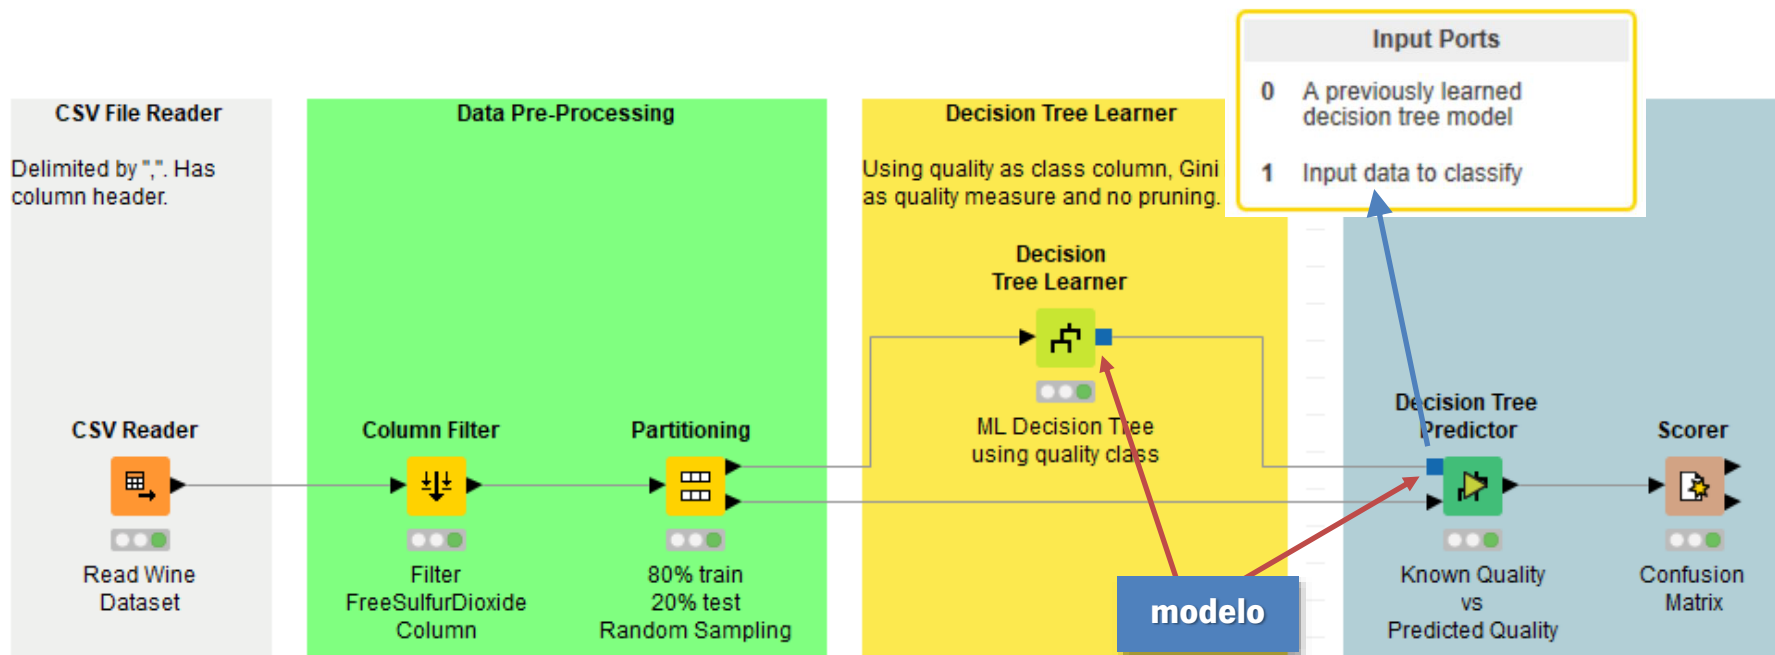 Input Ports
0 A previously learned
decision tree model
1 Input data to classify
CSV File Reader
Delimited by ",". Has
column header.
CSV Reader
Read Wine
Dataset
Data Pre-Processing
Column Filter
Filter
FreeSulfurDioxide
Column
Partitioning
80% train
20% test
Random Sampling
Decision Tree Learner
Using quality as class column, Gini
as quality measure and no pruning.
Decision
Tree Learner
ML Decision Tree
using quality class
modelo
Decision Tree
Predictor
Known Quality
vs
Predicted Quality
Scorer
Confusion
Matrix